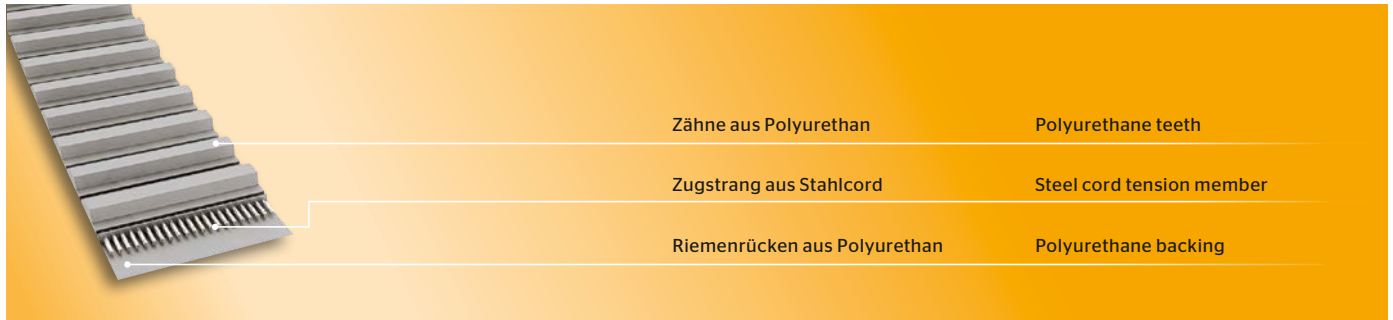 Zähne aus Polyurethan Polyurethane teeth
Zugstrang aus Stahlcord Steel cord tension member
Riemenrücken aus Polyurethan Polyurethane backing